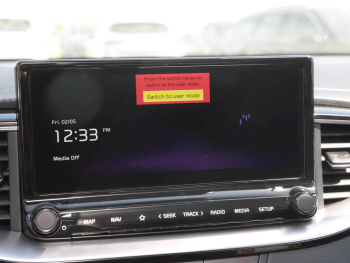 Press the button below to
switch to the user mode.
Switch to user mode
Fri. 02/05
12:33 PM
Media Off
MAP NAV ☆ < SEEK TRACK > RADIO MEDIA SETUP